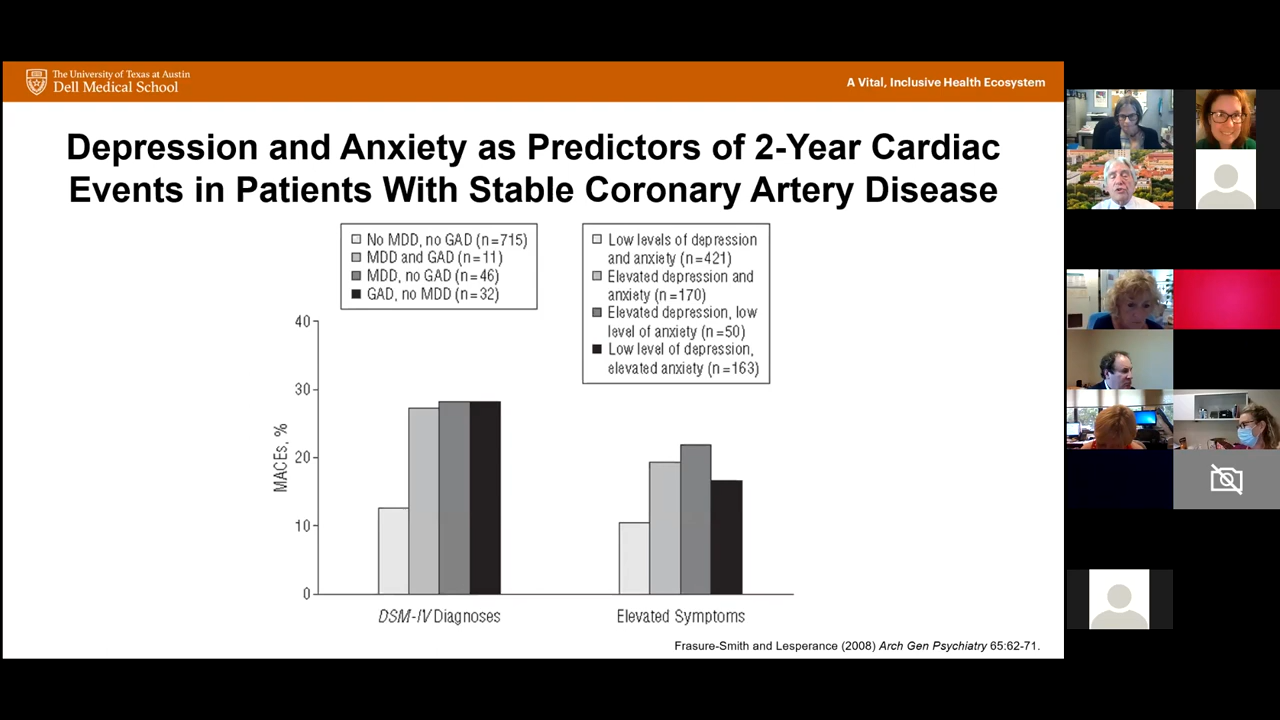 The University of Texas at Austin
Dell Medical School
A Vital, Inclusive Health Ecosystem
Depression and Anxiety as Predictors of 2-Year Cardiac
Events in Patients With Stable Coronary Artery Disease
No MDD, no GAD (n=715)
MDD and GAD (n=11)
MDD, no GAD (n=46)
GAD, no MDD (n=32)
Low levels of depression
and anxiety (n=421)
Elevated depression and
anxiety (n=170)
Elevated depression, low
level of anxiety (n=50)
Low level of depression,
elevated anxiety (n=163)
40
30
20
10
0
MACEs, %
DSM-IV Diagnoses
Elevated Symptoms
Frasure-Smith and Lesperance (2008) Arch Gen Psychiatry 65:62-71.